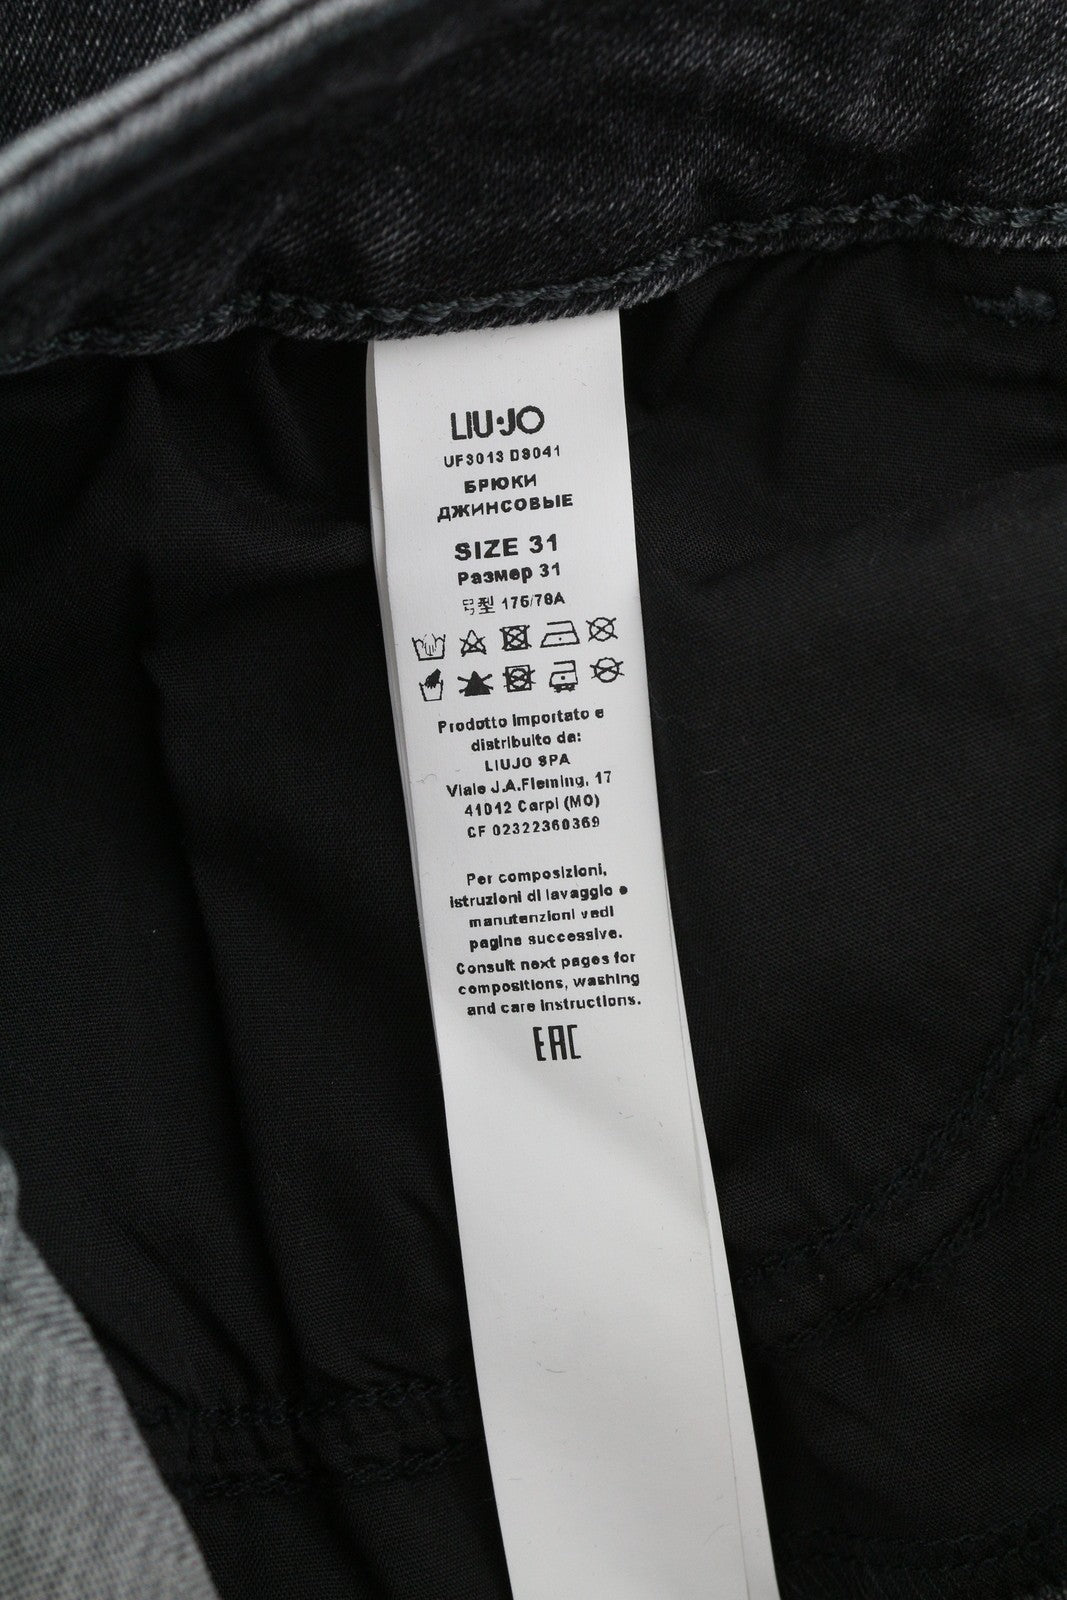 LIU·JO
UF3013 D9041
БРЮКИ
ДЖИНСОВЫЕ
SIZE 31
Размер 31
号型 175/78A
Prodotto importato e
distribuito da:
LIUJO SPA
Viale J.A.Fleming, 17
41012 Carpi (MO)
CF 02322360369
Per composizioni,
istruzioni di lavaggio e
manutenzioni vedi
pagine successive.
Consult next pages for
compositions, washing
and care instructions.
EAC